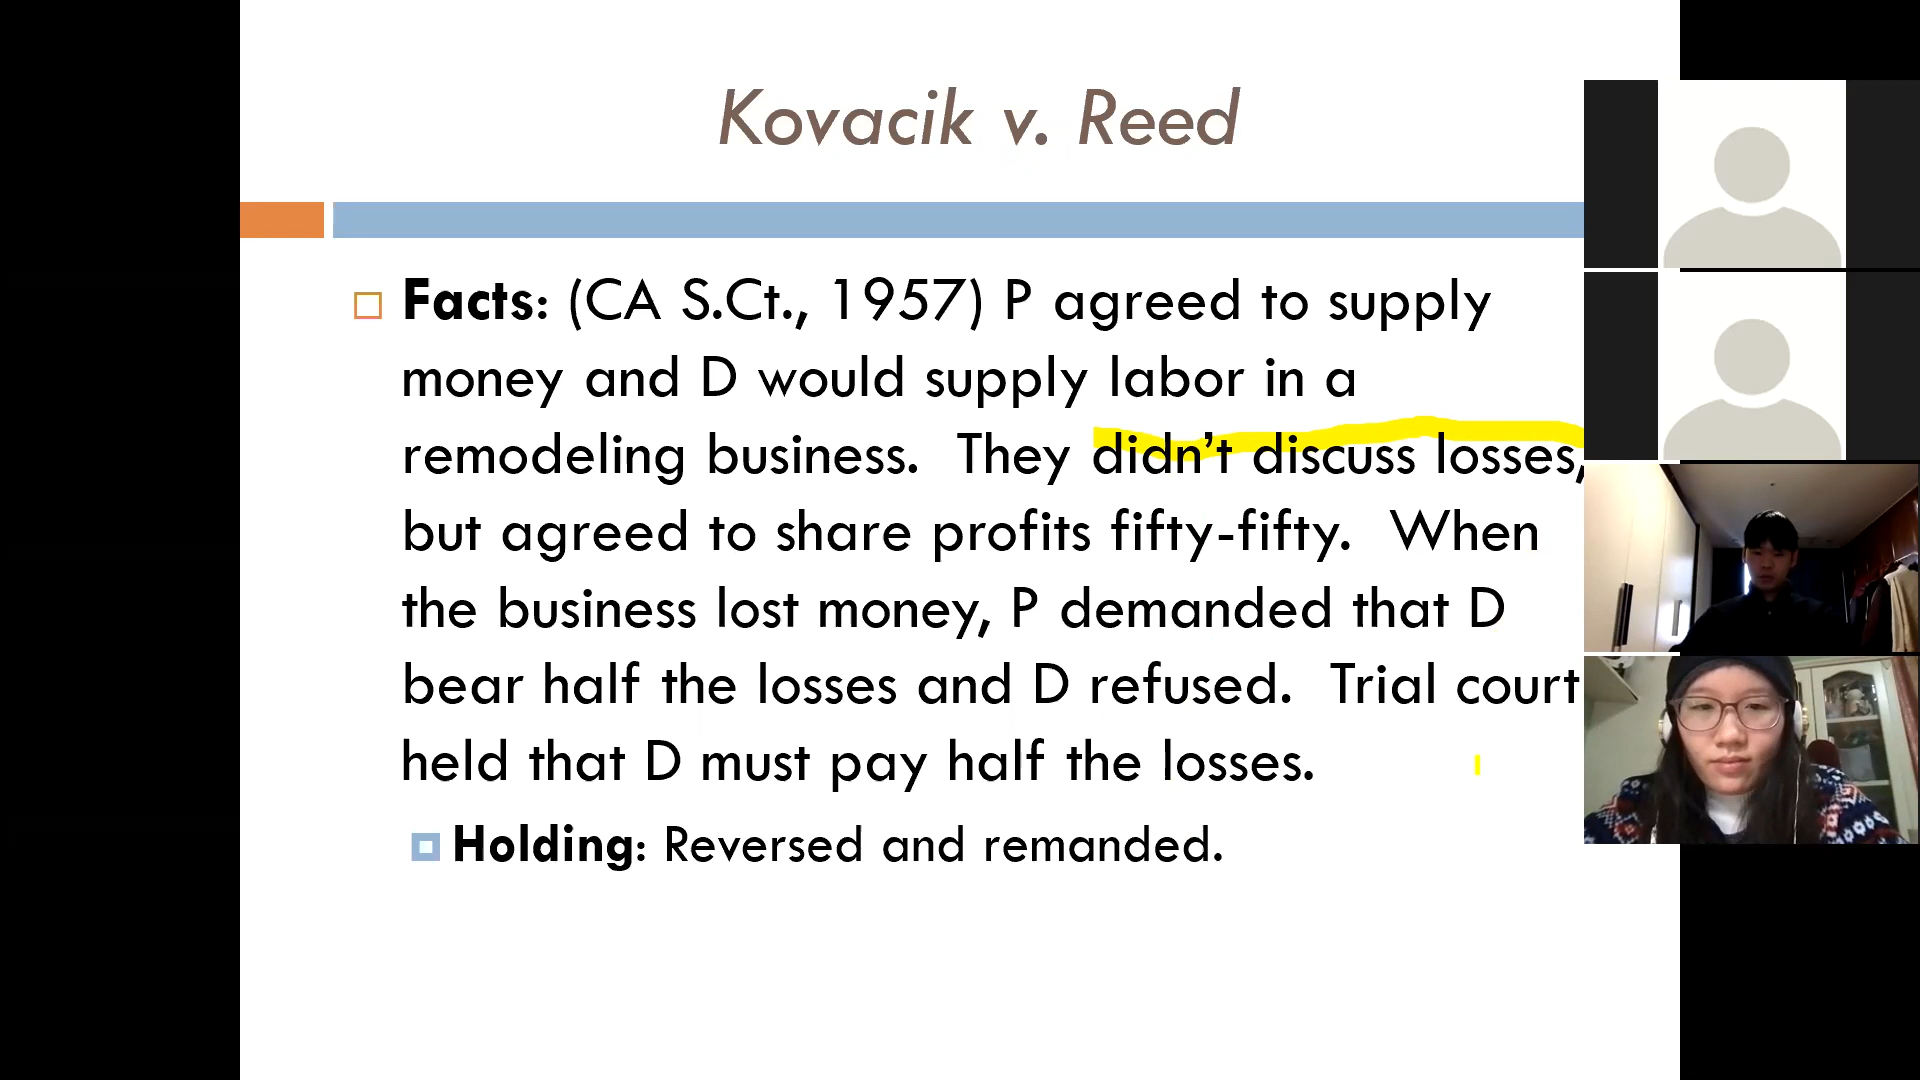 Kovacik v. Reed
Facts: (CA S.Ct., 1957) P agreed to supply
money and D would supply labor in a
remodeling business. They didn’t discuss losses,
but agreed to share profits fifty-fifty. When
the business lost money, P demanded that D
bear half the losses and D refused. Trial court
held that D must pay half the losses.
Holding: Reversed and remanded.